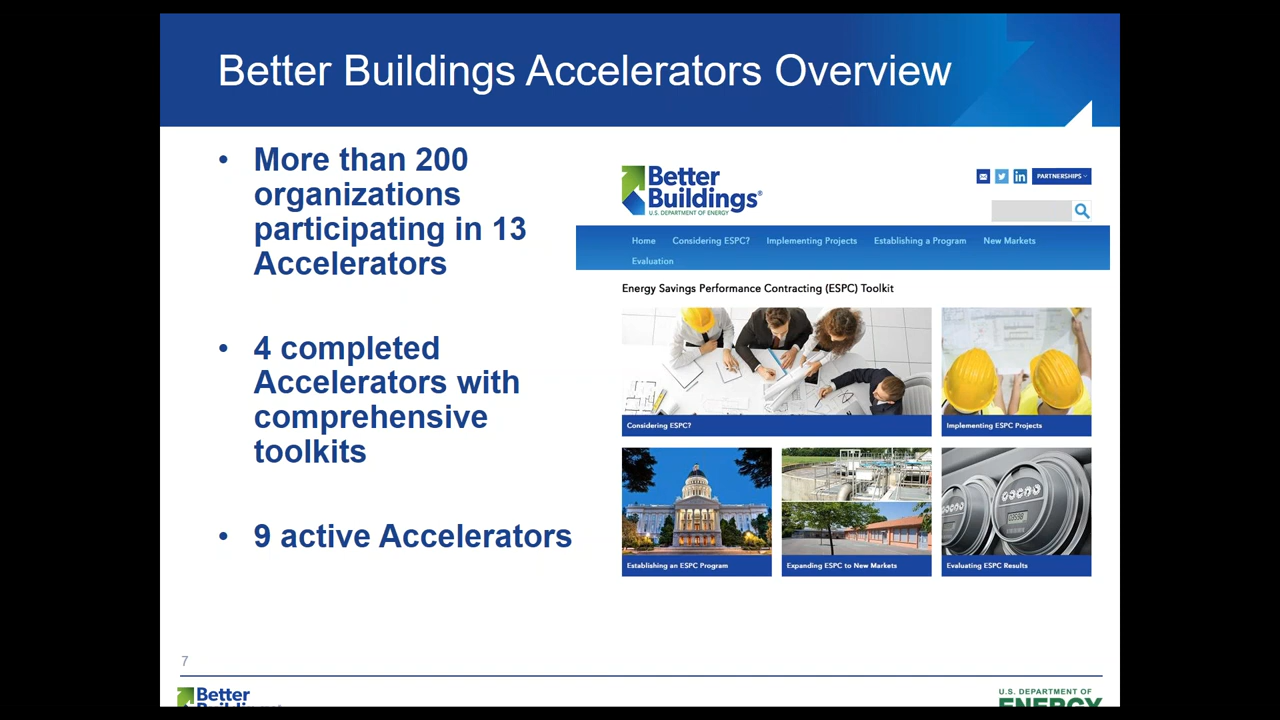 Better Buildings Accelerators Overview
• More than 200
organizations
participating in 13
Accelerators
• 4 completed
Accelerators with
comprehensive
toolkits
• 9 active Accelerators
Better
Buildings®
U.S. DEPARTMENT OF ENERGY
PARTNERSHIPS
Home Considering ESPC? Implementing Projects Establishing a Program New Markets
Evaluation
Energy Savings Performance Contracting (ESPC) Toolkit
Considering ESPC?
Implementing ESPC Projects
Establishing an ESPC Program
Expanding ESPC to New Markets
Evaluating ESPC Results
7
Better
Buildings
U.S. DEPARTMENT OF
ENERGY